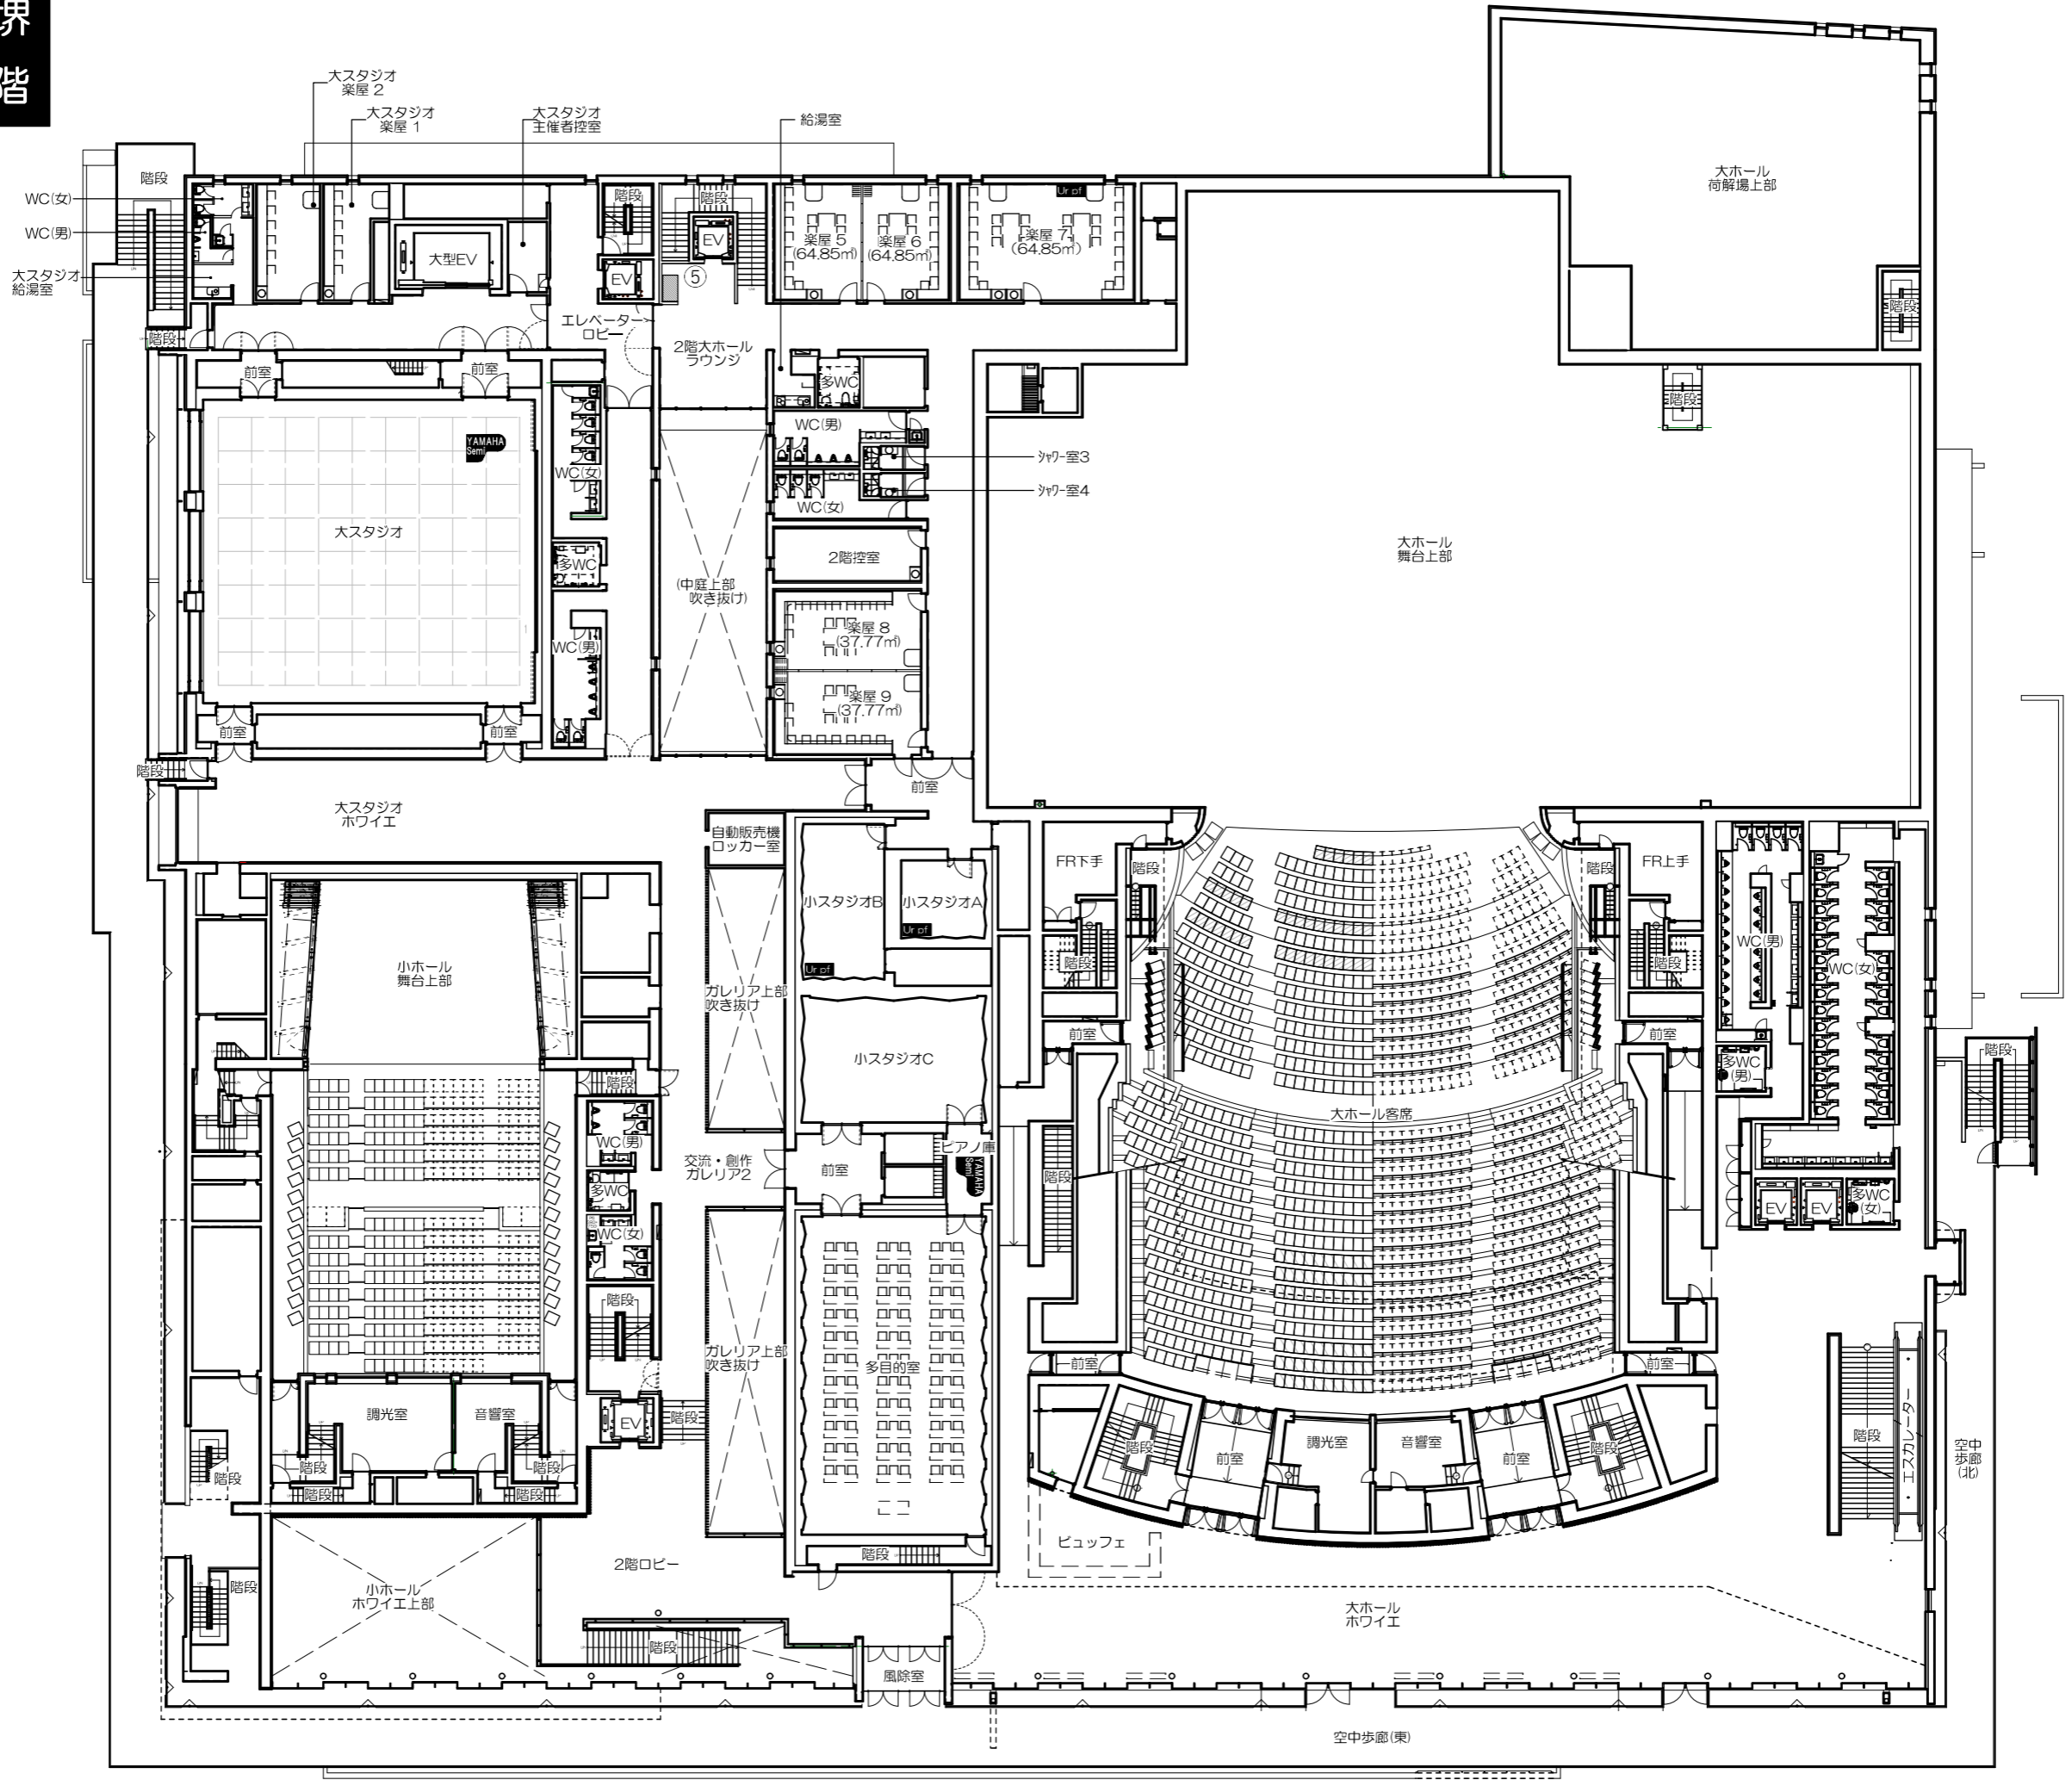 堺
階
大スタジオ
楽屋 2
大スタジオ
楽屋 1
大スタジオ
主催者控室
給湯室
大ホール
荷解場上部
階段
WC(女)
WC(男)
大スタジオ
給湯室
階段
大型EV
階段
EV
階段
EV
⑤
楽屋 5
(64.85㎡)
楽屋 6
(64.85㎡)
Ur pf
楽屋 7
(64.85㎡)
階段
エレベーター
ロビー
2階大ホール
ラウンジ
前室
前室
多WC
階段
WC(男)
シャワー室3
シャワー室4
WC(女)
YAMAHA
Semi
WC(女)
大スタジオ
多WC
WC(男)
(中庭上部
吹き抜け)
2階控室
楽屋 8
(37.77㎡)
楽屋 9
(37.77㎡)
大ホール
舞台上部
前室
前室
階段
前室
大スタジオ
ホワイエ
自動販売機
ロッカー室
小スタジオB
Ur pf
小スタジオA
Ur pf
FR下手
階段
階段
FR上手
階段
階段
WC(男)
WC(女)
小ホール
舞台上部
ガレリア上部
吹き抜け
小スタジオC
前室
前室
多WC
(男)
階段
大ホール客席
階段
WC(男)
多WC
WC(女)
交流・創作
ガレリア2
前室
ピアノ庫
YAMAHA
Semi
階段
EV
EV
多WC
(女)
階段
ガレリア上部
吹き抜け
多目的室
前室
前室
調光室
音響室
EV
階段
階段
階段
階段
階段
階段
階段
前室
調光室
音響室
前室
階段
階段
エスカレーター
空中
歩廊
(北)
ビュッフェ
2階ロビー
階段
階段
小ホール
ホワイエ上部
階段
風除室
大ホール
ホワイエ
空中歩廊(東)